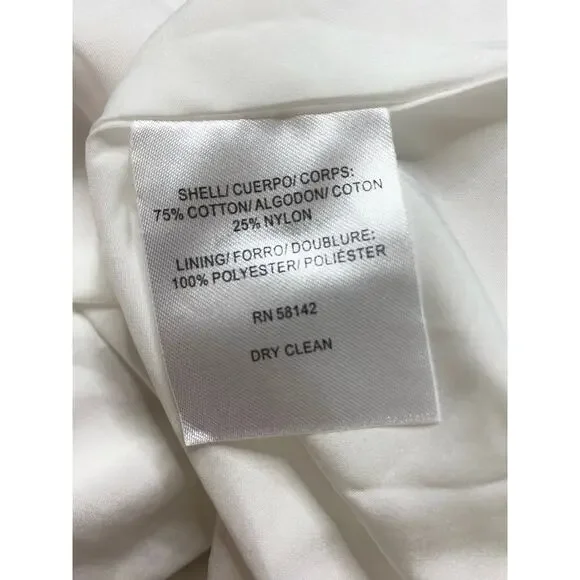 SHELL/ CUERPO/ CORPS:
75% COTTON/ ALGODON/ COTON
25% NYLON
LINING/ FORRO/ DOUBLURE:
100% POLYESTER/ POLIÉSTER
RN 58142
DRY CLEAN